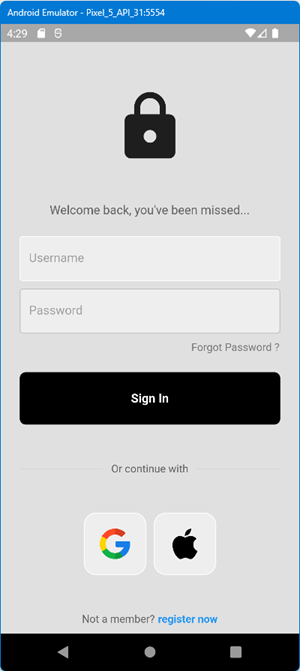 Android Emulator - Pixel_5_API_31:5554
4:29
Welcome back, you've been missed...
Username
Password
Forgot Password ?
Sign In
Or continue with
Not a member? register now